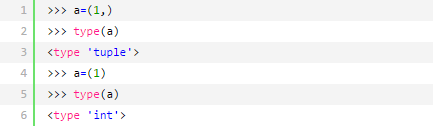 1 >>> a=(1,)
2 >>> type(a)
3 <type 'tuple'>
4 >>> a=(1)
5 >>> type(a)
6 <type 'int'>